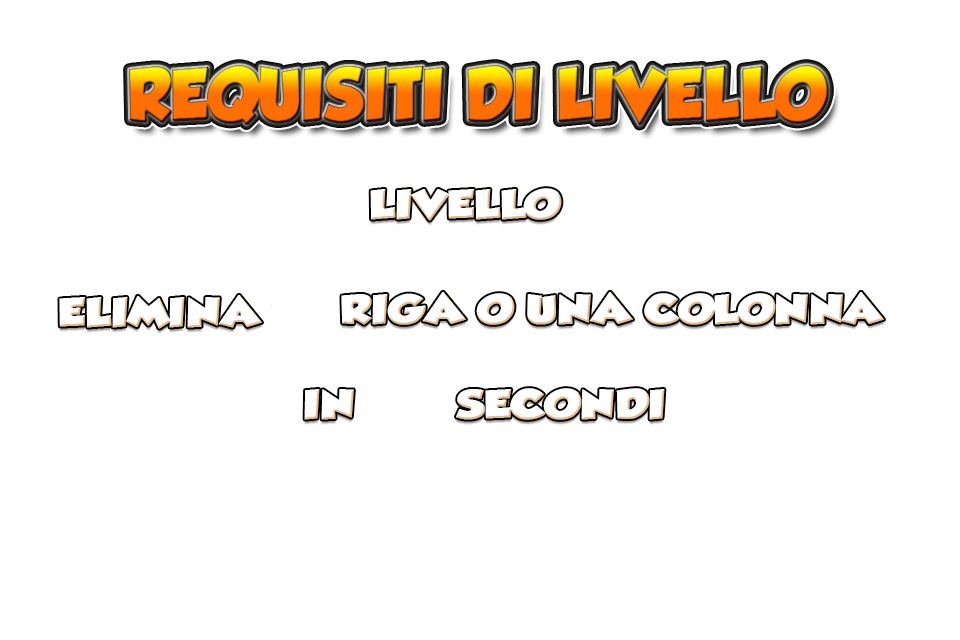 REQUISITI DI LIVELLO
LIVELLO
ELIMINA RIGA O UNA COLONNA
IN SECONDI